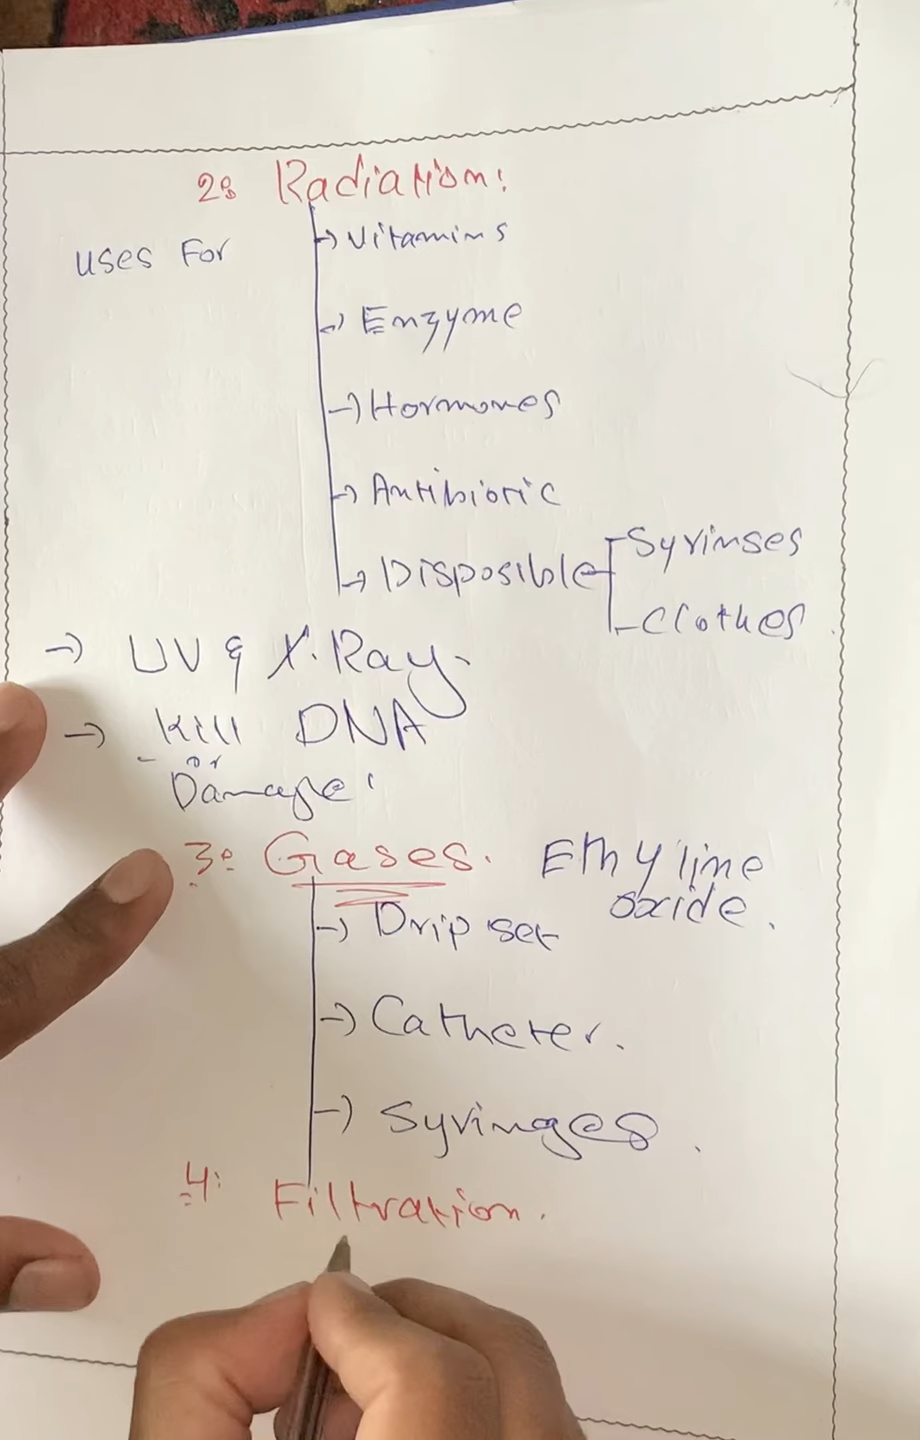 2: Radiation:
uses For
→ Vitamins
→ Enzyme
→ Hormones
→ Antibiotic
→ Disposible
Syrinses
Clothes
→ UV & X.Ray.
→ Kill DNA
or
Damage:
3: Gases. Ethyline
oxide.
→ Drip set
→ Catheter.
→ Syringes.
4: Filtration.